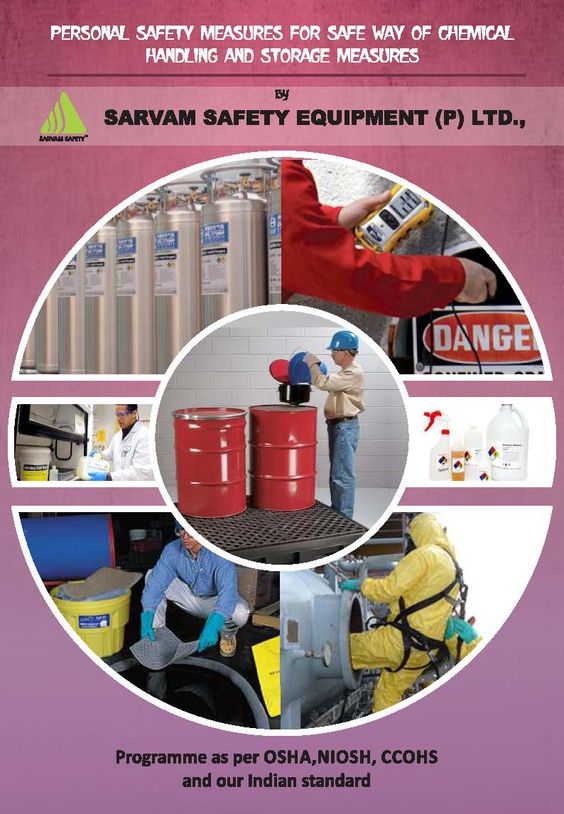 PERSONAL SAFETY MEASURES FOR SAFE WAY OF CHEMICAL
HANDLING AND STORAGE MEASURES
By
SARVAM SAFETY EQUIPMENT (P) LTD.,
SARVAM SAFETY™
DANGE
Programme as per OSHA,NIOSH, CCOHS
and our Indian standard